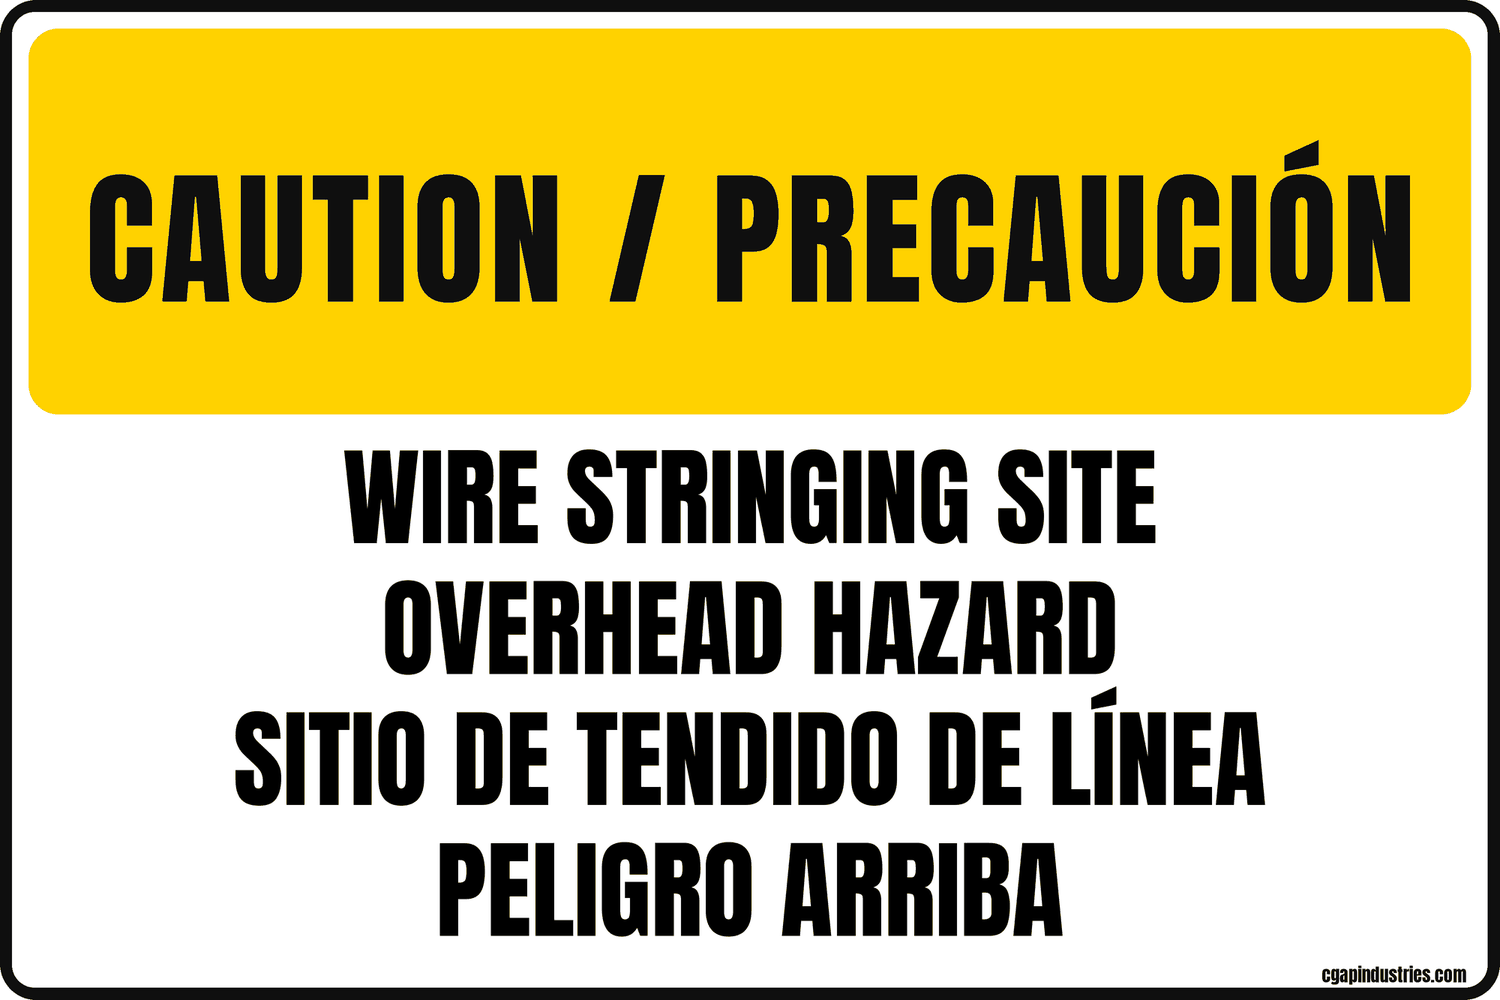 CAUTION / PRECAUCIÓN
WIRE STRINGING SITE
OVERHEAD HAZARD
SITIO DE TENDIDO DE LÍNEA
PELIGRO ARRIBA
cgapindustries.com